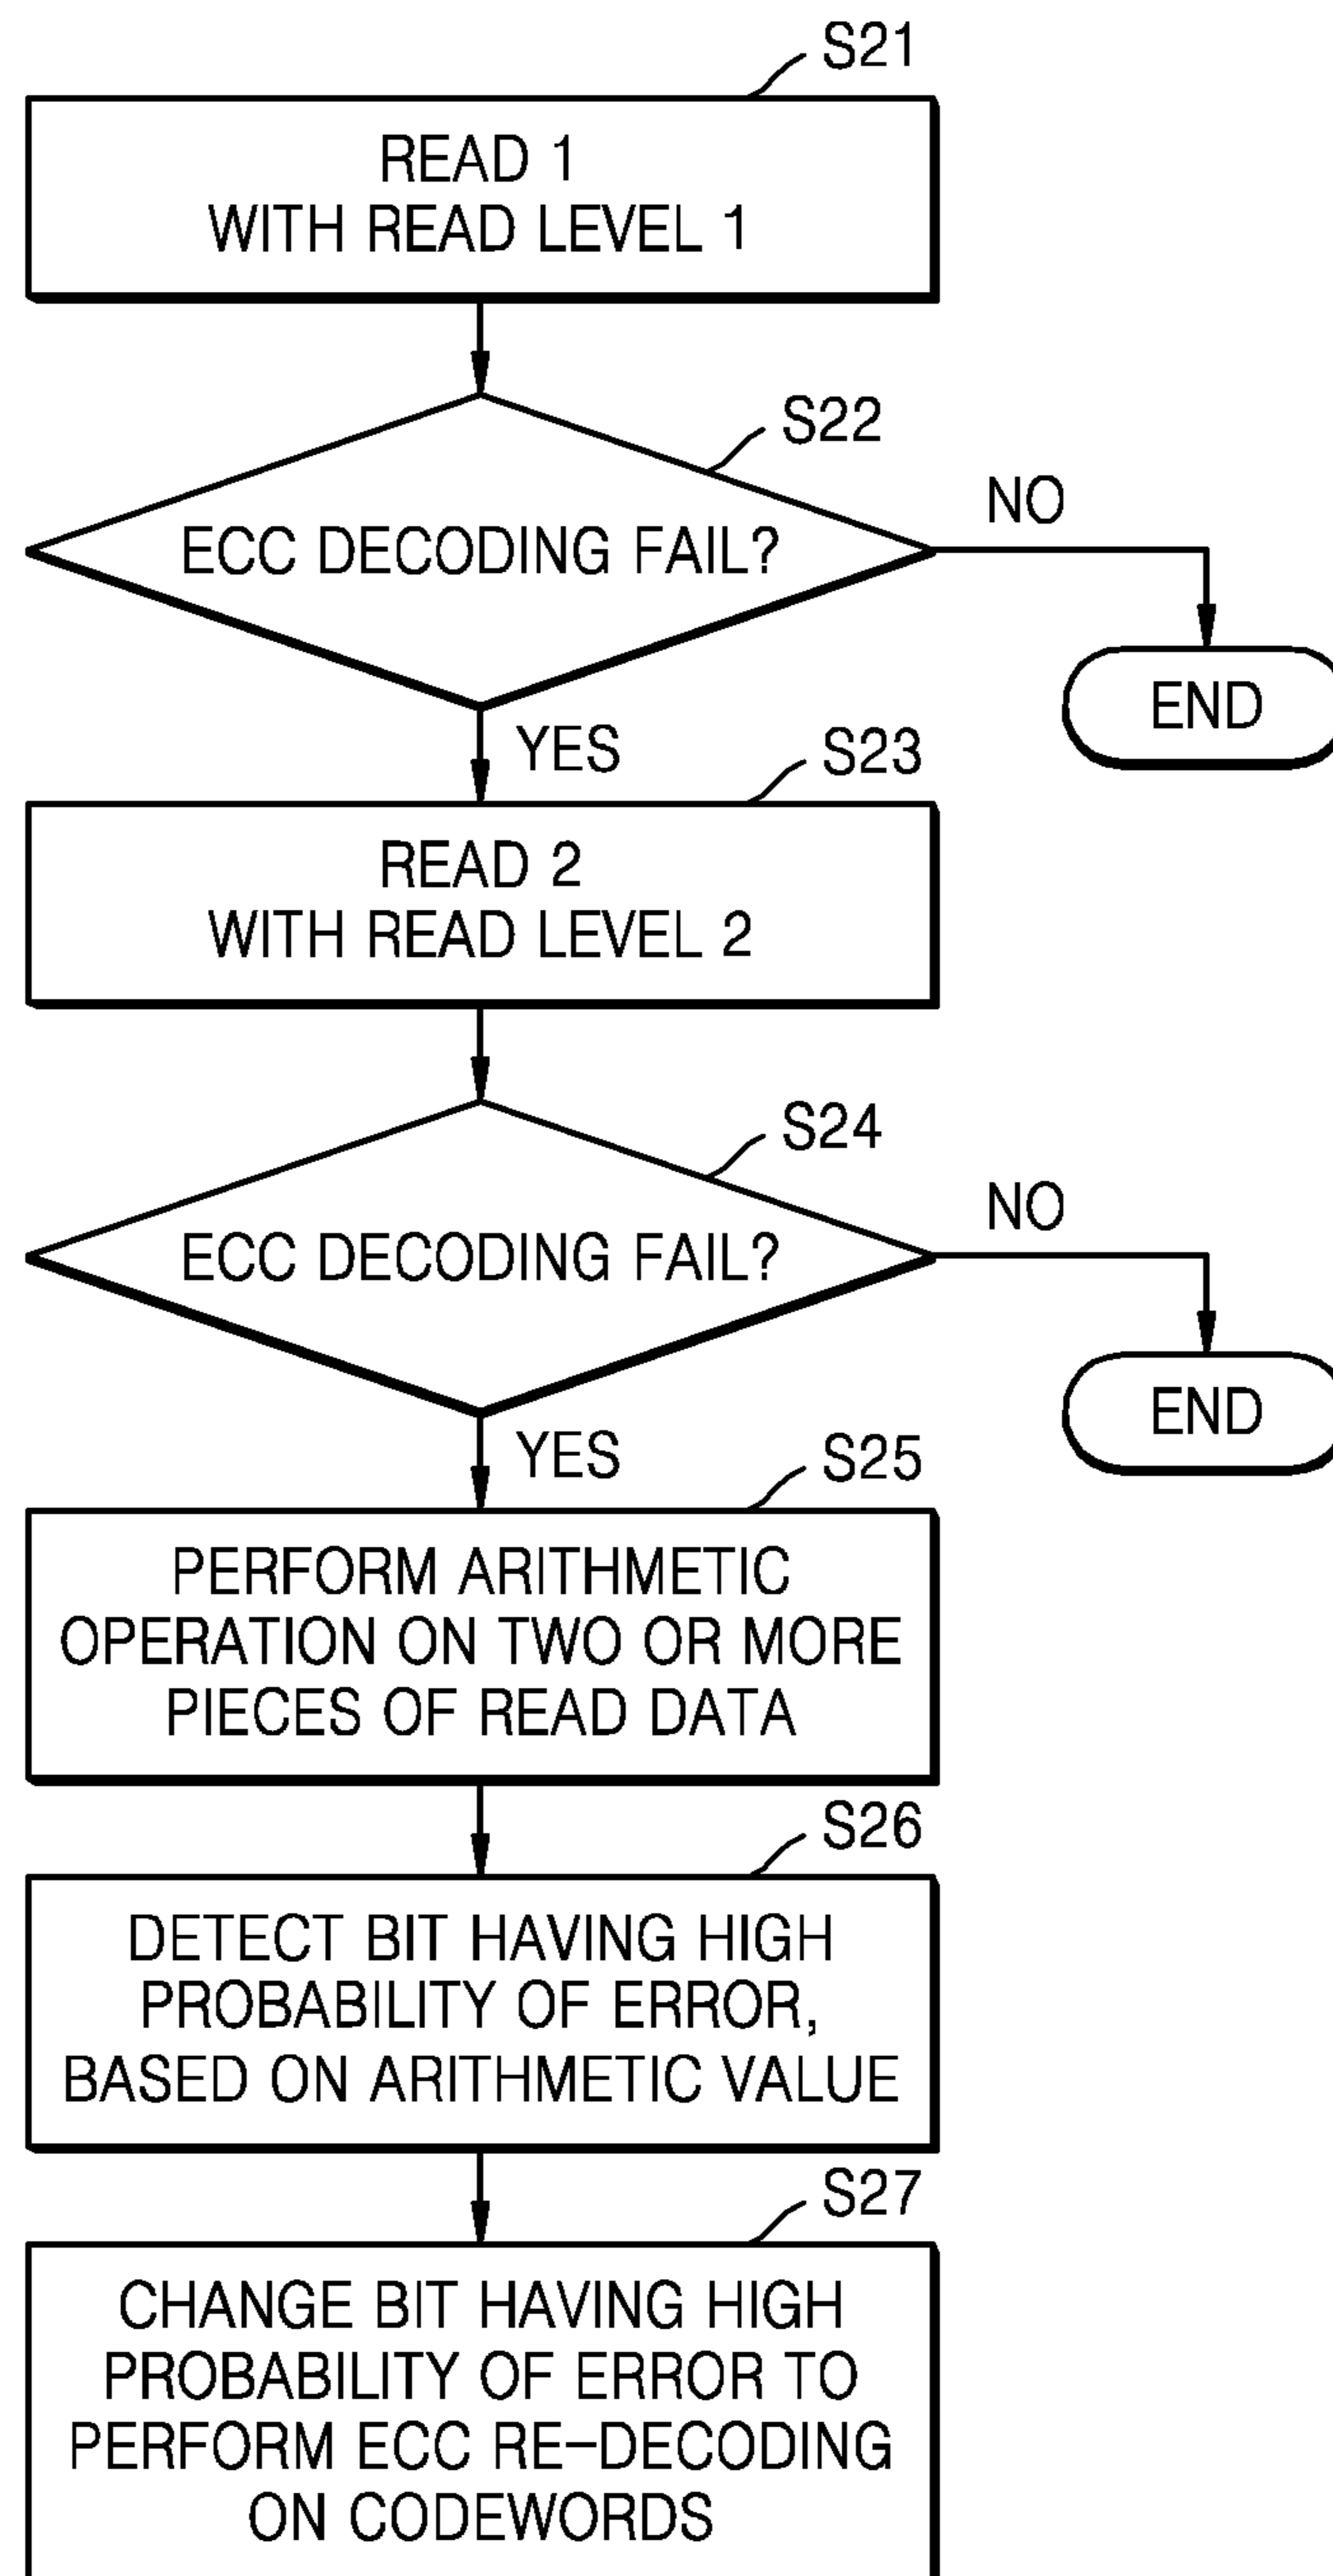 S21
READ 1
WITH READ LEVEL 1
S22
ECC DECODING FAIL?
NO
END
YES
S23
READ 2
WITH READ LEVEL 2
S24
ECC DECODING FAIL?
NO
END
YES
S25
PERFORM ARITHMETIC
OPERATION ON TWO OR MORE
PIECES OF READ DATA
S26
DETECT BIT HAVING HIGH
PROBABILITY OF ERROR,
BASED ON ARITHMETIC VALUE
S27
CHANGE BIT HAVING HIGH
PROBABILITY OF ERROR TO
PERFORM ECC RE-DECODING
ON CODEWORDS